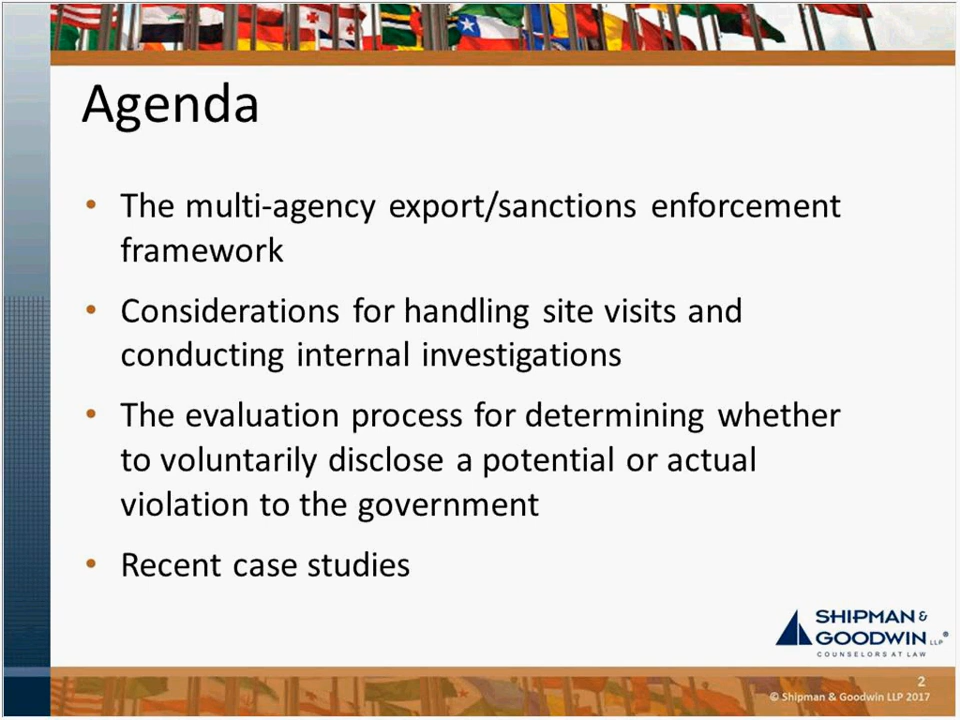 Agenda
• The multi-agency export/sanctions enforcement
framework
• Considerations for handling site visits and
conducting internal investigations
• The evaluation process for determining whether
to voluntarily disclose a potential or actual
violation to the government
• Recent case studies
SHIPMAN &
GOODWIN LLP®
COUNSELORS AT LAW
2
© Shipman & Goodwin LLP 2017